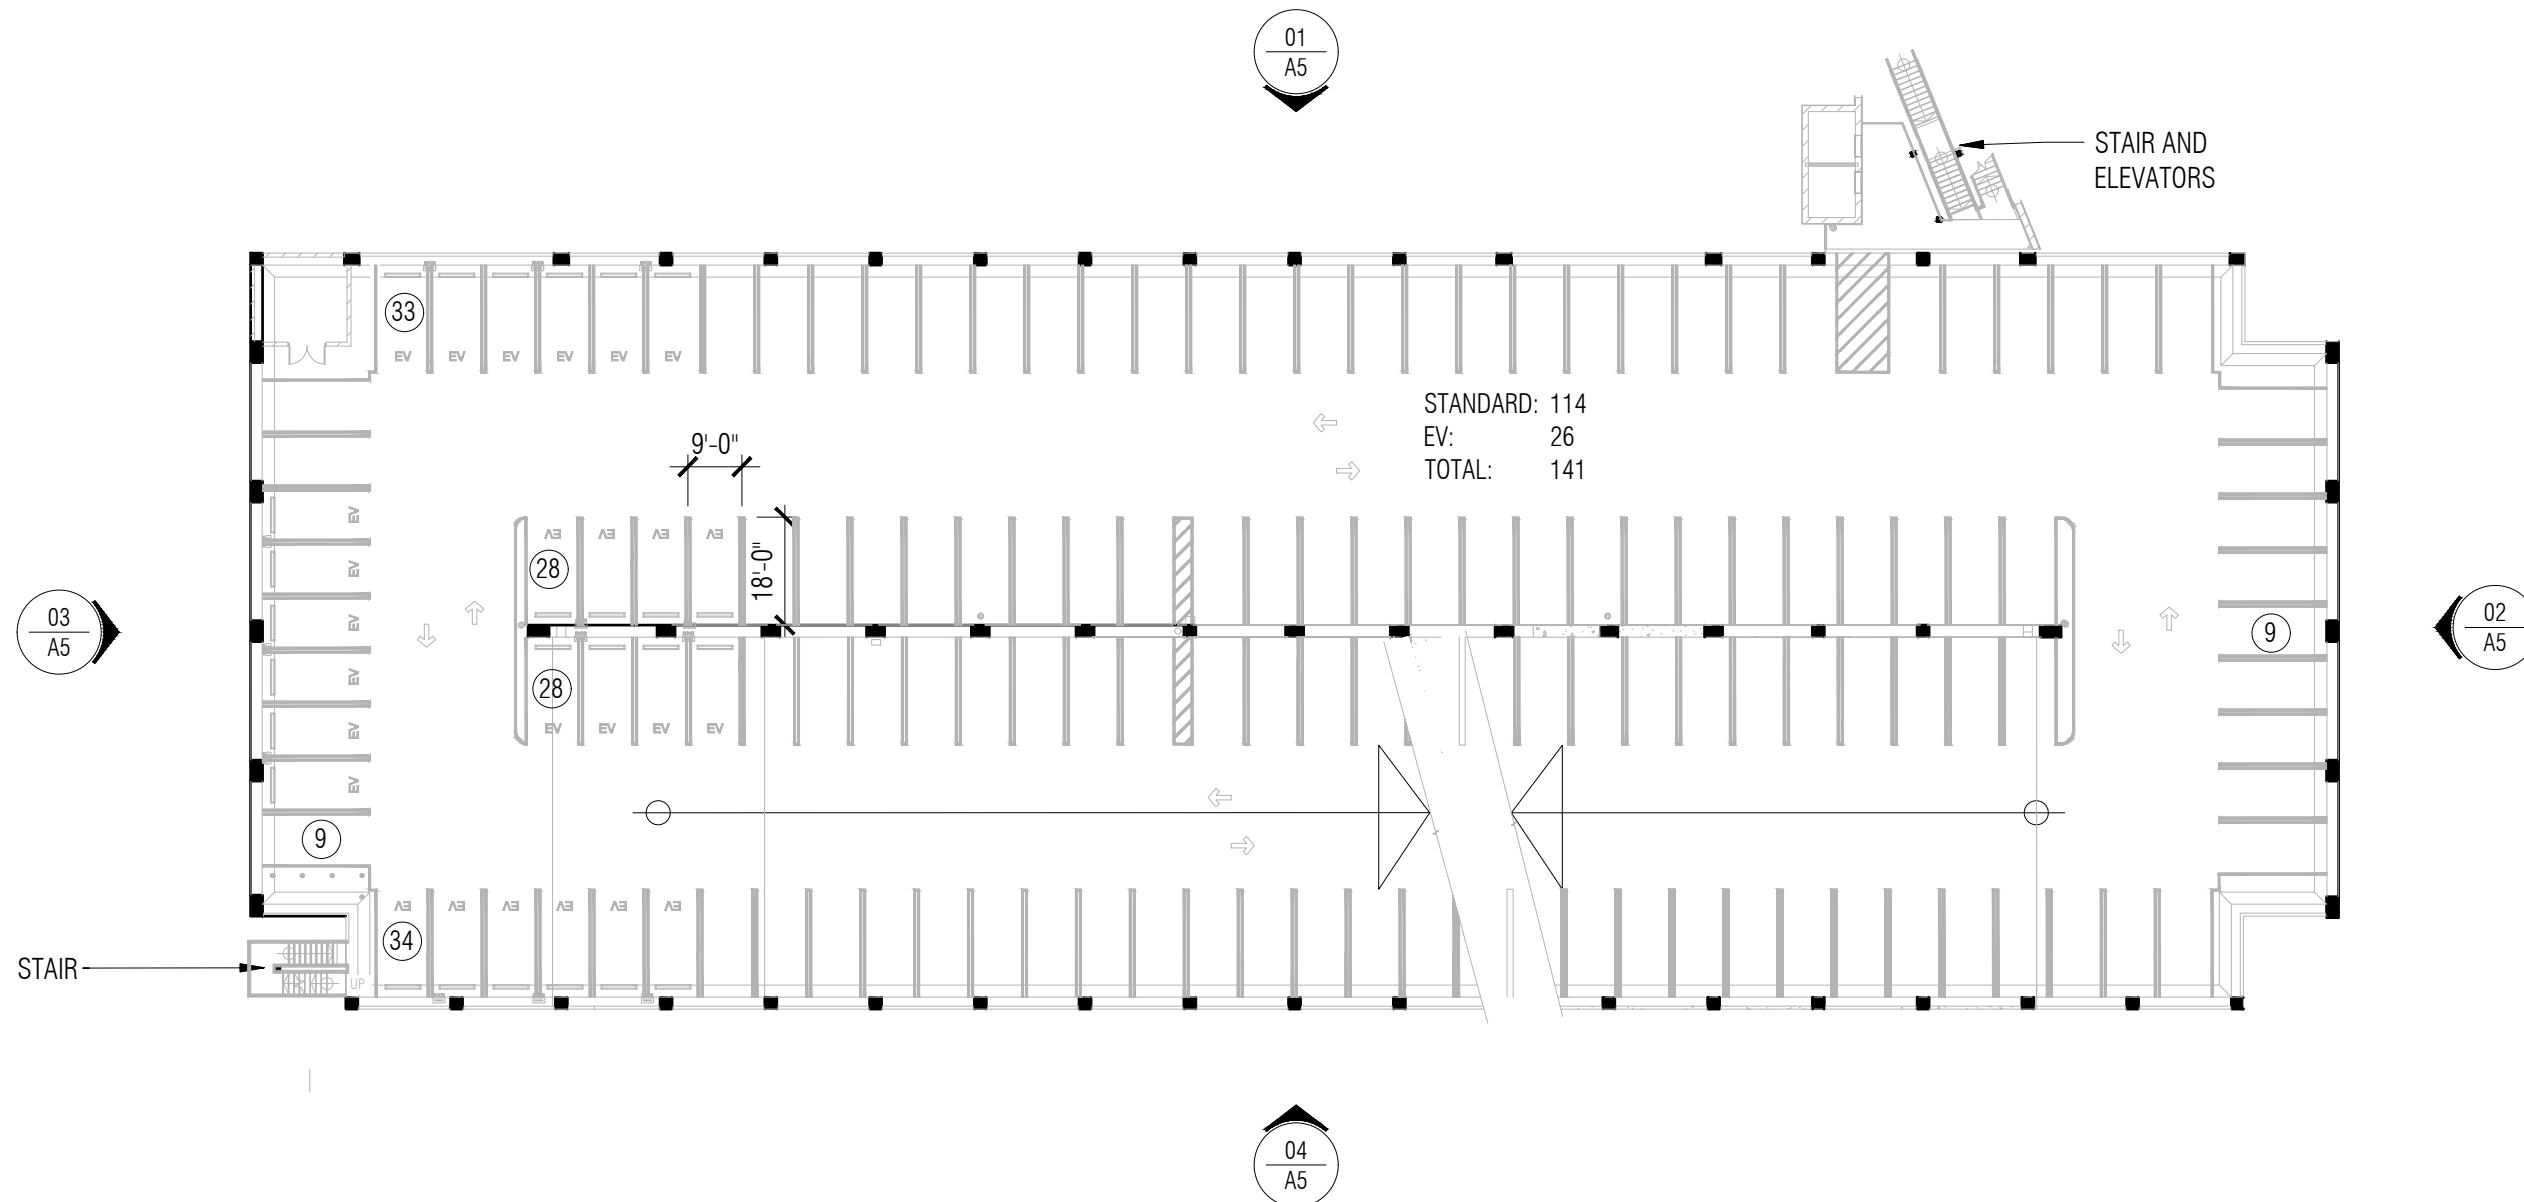 01
A5
STAIR AND
ELEVATORS
33
EV EV EV EV EV EV
STANDARD: 114
EV: 26
TOTAL: 141
9'-0"
EV
EV
EV
EV
EV
EV
EV EV EV EV
28
18'-0"
03
A5
02
A5
9
28
EV EV EV EV
9
EV EV EV EV EV EV
34
STAIR
UP
04
A5